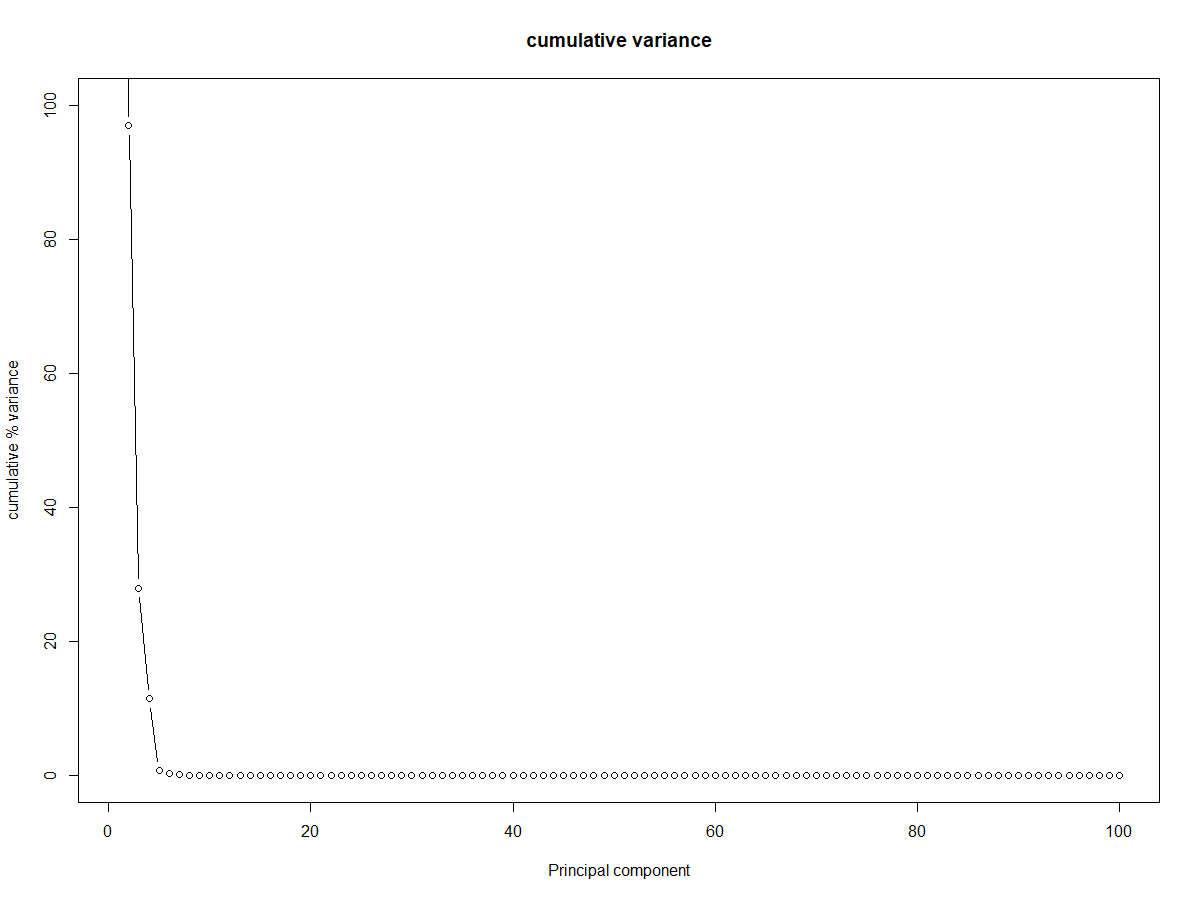 cumulative variance
cumulative % variance
100
80
60
40
20
0
0 20 40 60 80 100
Principal component